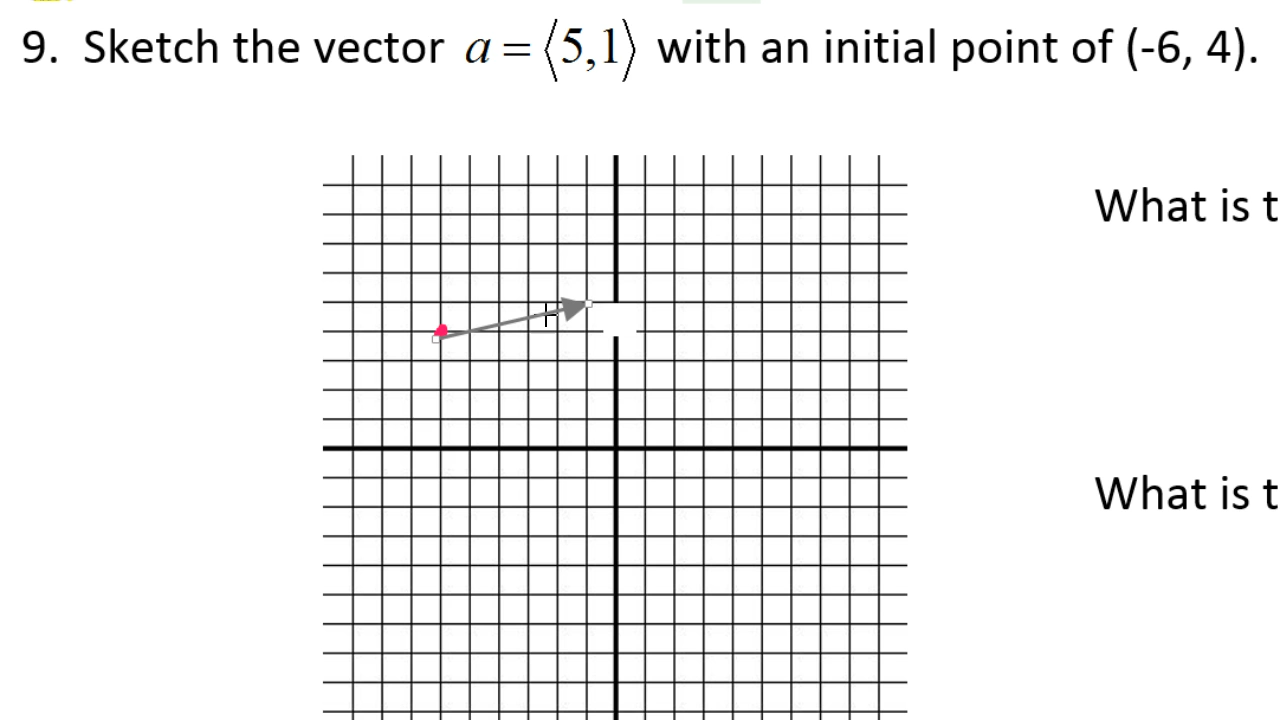 9. Sketch the vector a = ⟨5,1⟩ with an initial point of (-6, 4).
What is t
What is t